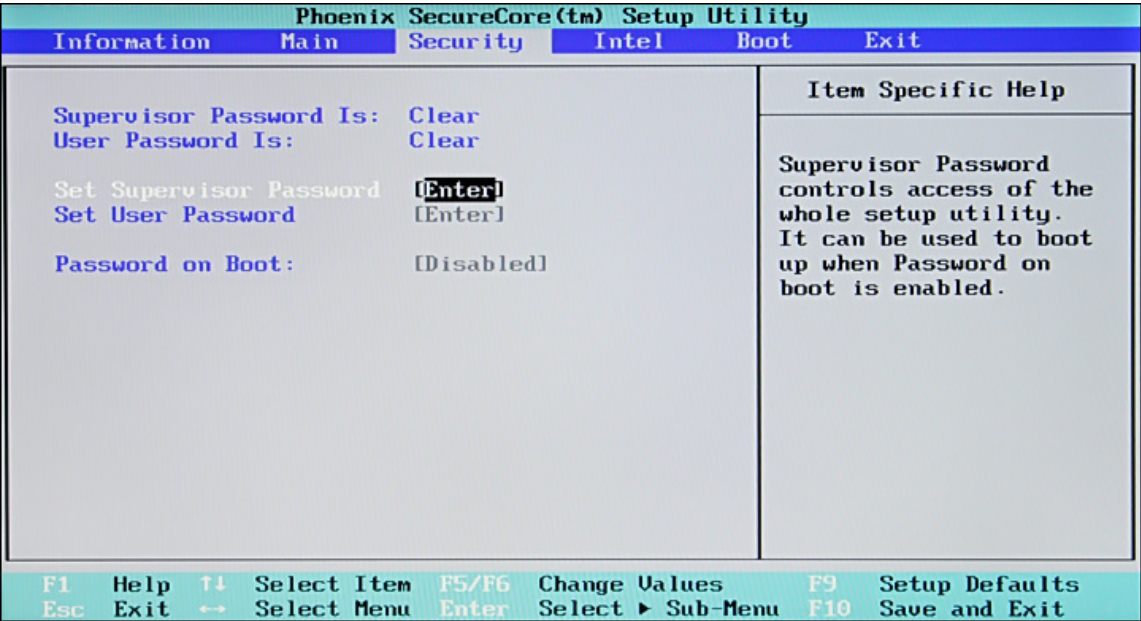 Phoenix SecureCore(tm) Setup Utility
Information Main Security Intel Boot Exit
Item Specific Help
Supervisor Password Is: Clear
User Password Is: Clear
Set Supervisor Password [Enter]
Set User Password [Enter]
Password on Boot: [Disabled]
Supervisor Password
controls access of the
whole setup utility.
It can be used to boot
up when Password on
boot is enabled.
F1 Help ↑↓ Select Item F5/F6 Change Values F9 Setup Defaults
Esc Exit ↔ Select Menu Enter Select ▶ Sub-Menu F10 Save and Exit